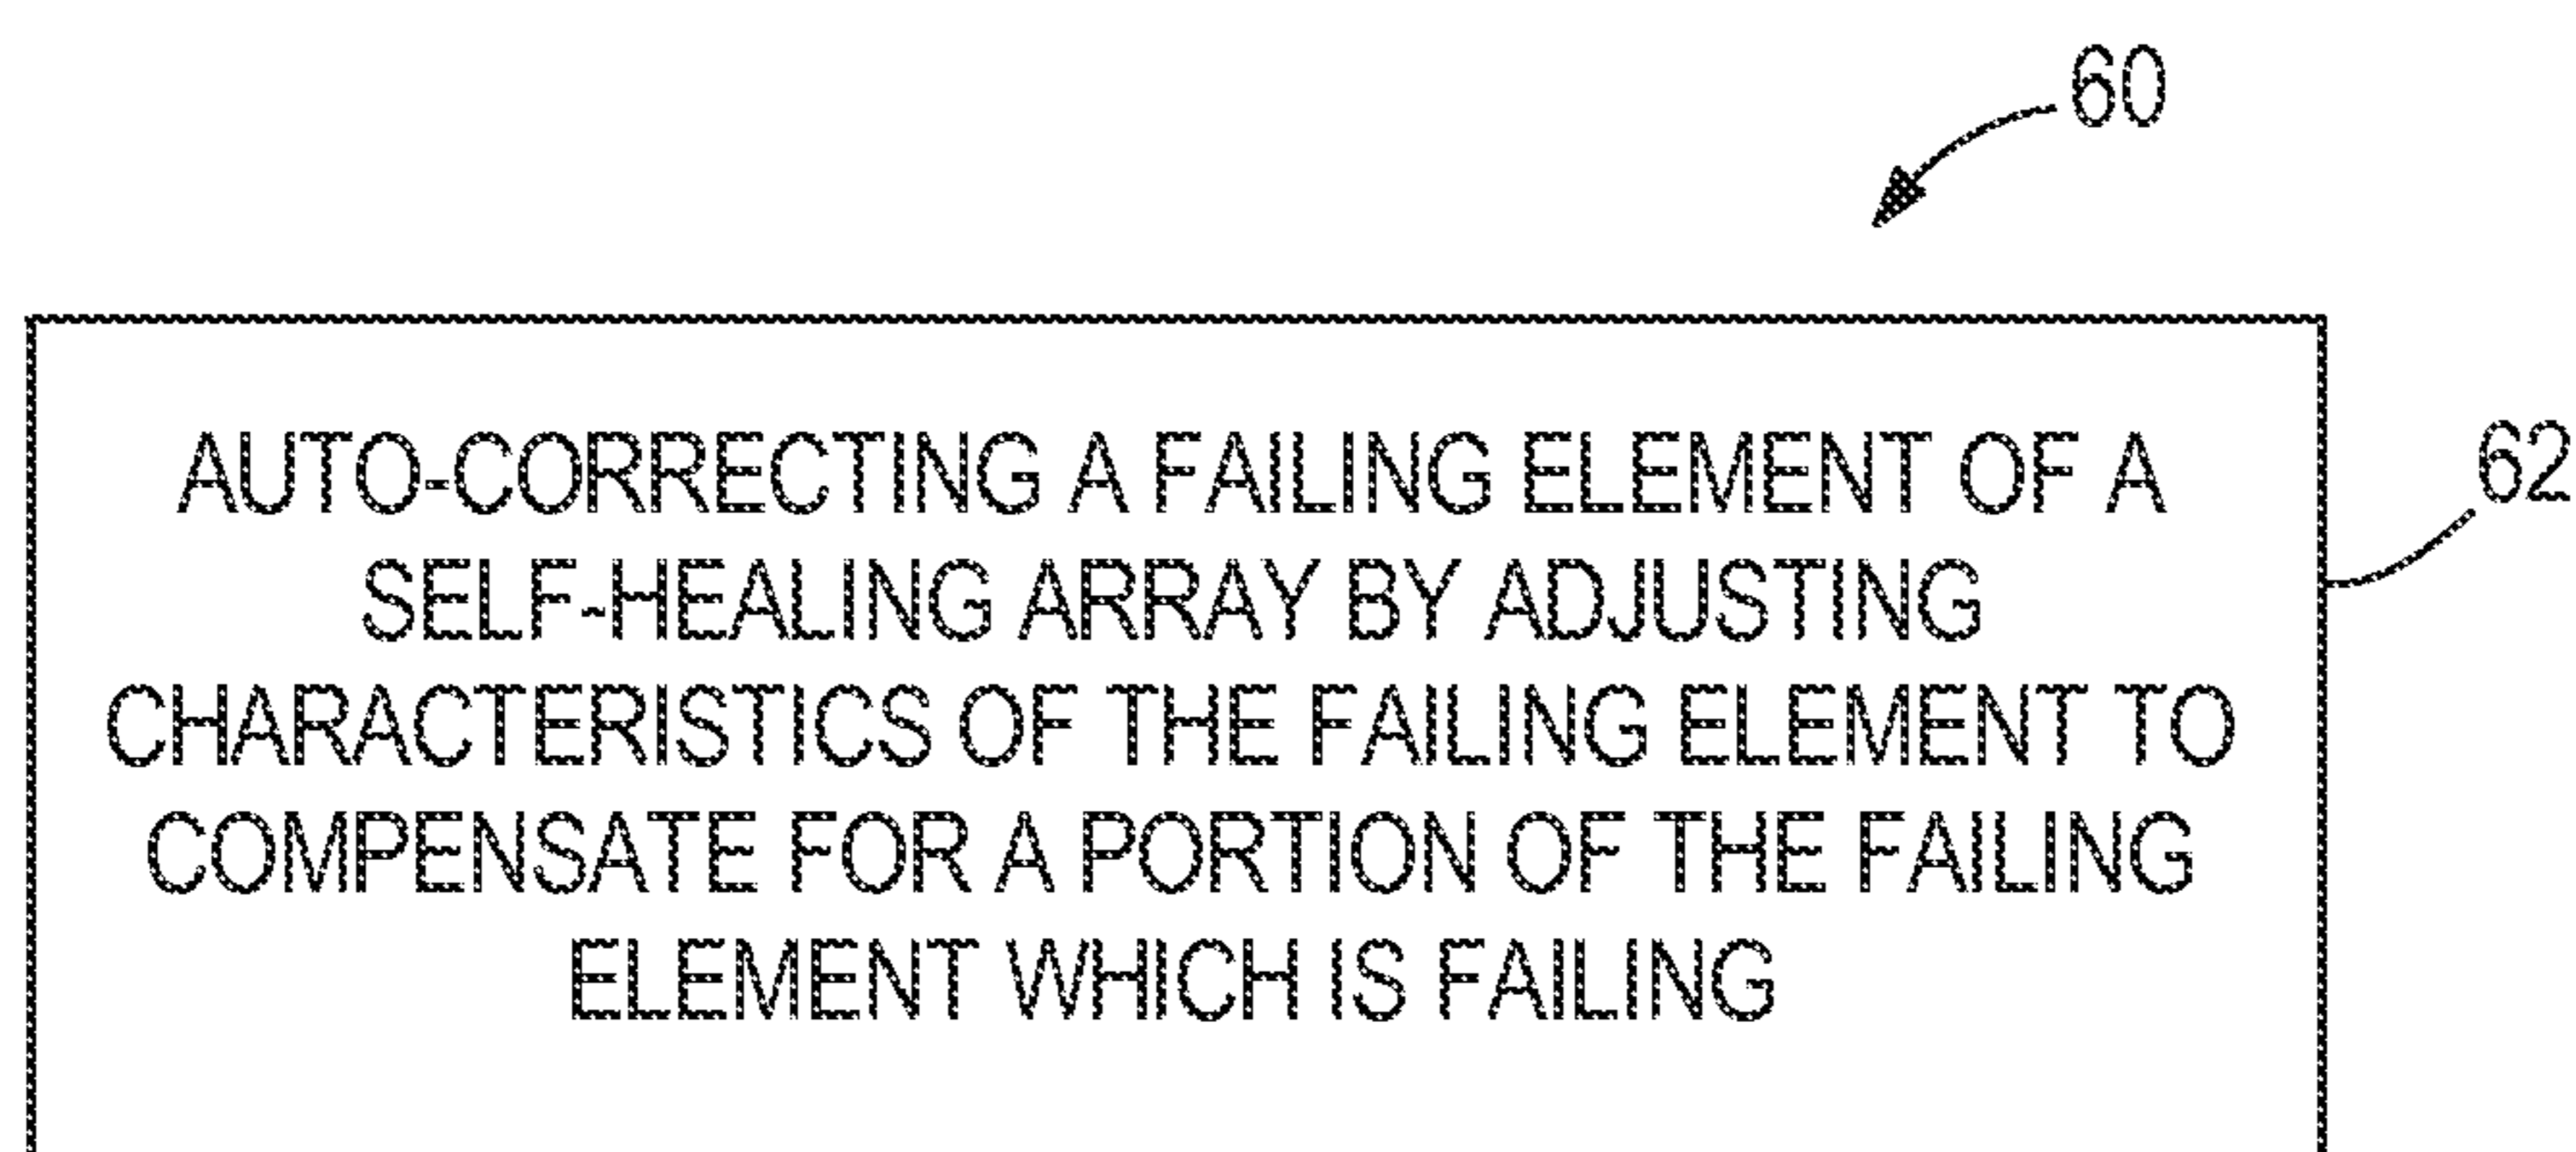 60
AUTO-CORRECTING A FAILING ELEMENT OF A
SELF-HEALING ARRAY BY ADJUSTING
CHARACTERISTICS OF THE FAILING ELEMENT TO
COMPENSATE FOR A PORTION OF THE FAILING
ELEMENT WHICH IS FAILING
62